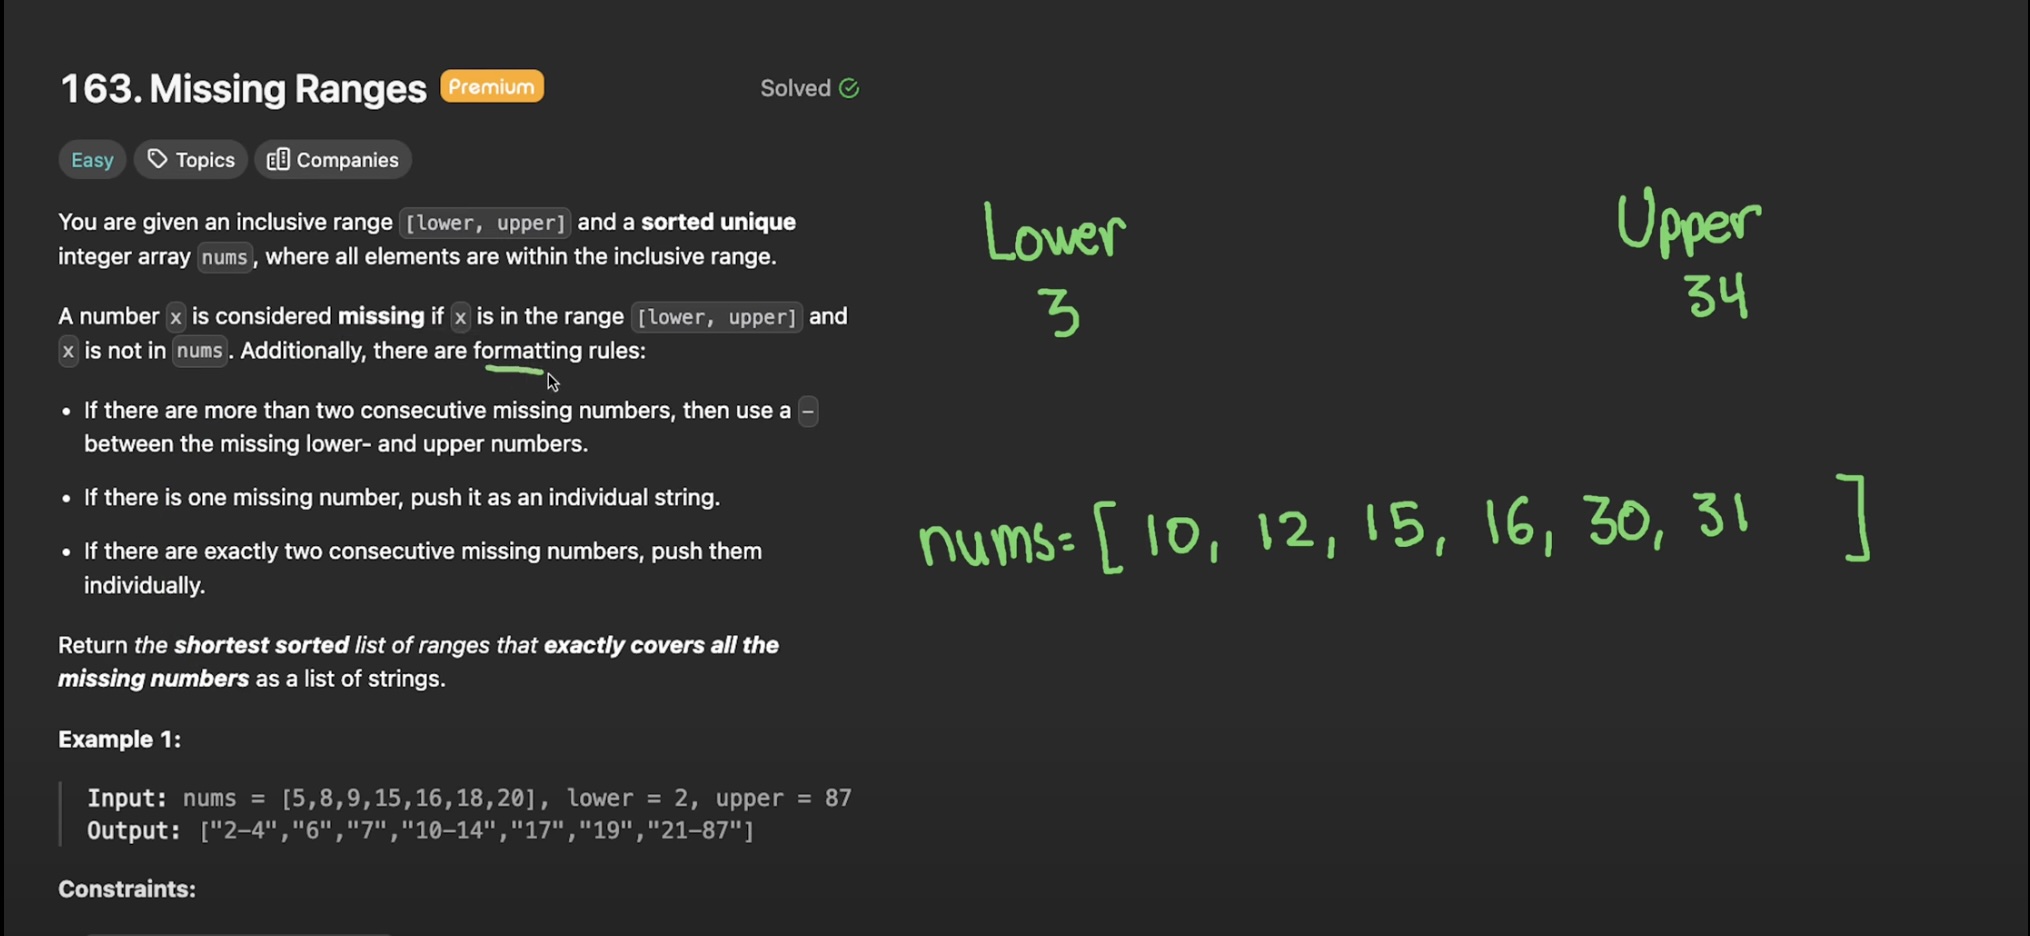 163. Missing Ranges Premium Solved
Easy Topics Companies
You are given an inclusive range [lower, upper] and a sorted unique
integer array nums, where all elements are within the inclusive range.
A number x is considered missing if x is in the range [lower, upper] and
x is not in nums. Additionally, there are formatting rules:
• If there are more than two consecutive missing numbers, then use a –
between the missing lower- and upper numbers.
• If there is one missing number, push it as an individual string.
• If there are exactly two consecutive missing numbers, push them
individually.
Return the shortest sorted list of ranges that exactly covers all the
missing numbers as a list of strings.
Example 1:
Input: nums = [5,8,9,15,16,18,20], lower = 2, upper = 87
Output: ["2–4","6","7","10–14","17","19","21–87"]
Constraints:
Lower
3
Upper
34
nums=[ 10, 12, 15, 16, 30, 31 ]